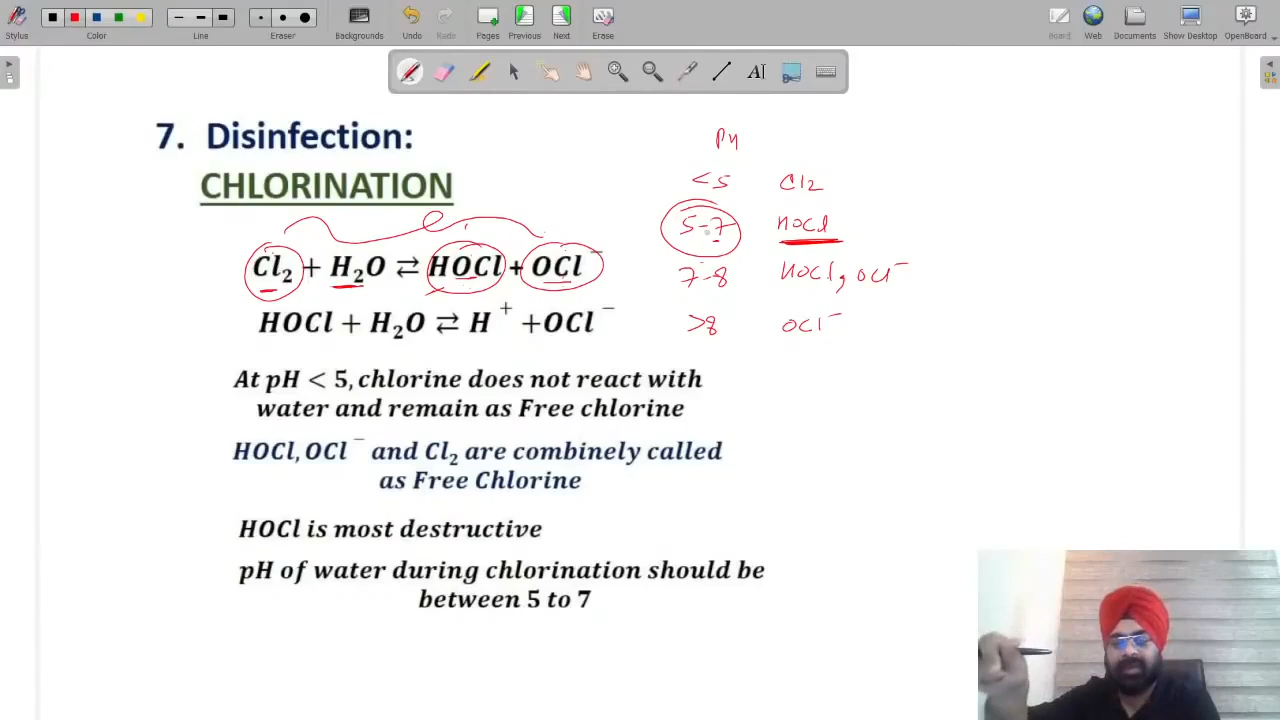 Stylus
Color
Line
Eraser
Backgrounds
Undo
Redo
Pages
Previous
Next
Erase
Board
Web
Documents
Show Desktop
OpenBoard
7. Disinfection:
CHLORINATION
Cl₂ + H₂O ⇄ HOCl + OCl⁻
HOCl + H₂O ⇄ H⁺ + OCl⁻
At pH < 5, chlorine does not react with
water and remain as Free chlorine
HOCl, OCl⁻ and Cl₂ are combinely called
as Free Chlorine
HOCl is most destructive
pH of water during chlorination should be
between 5 to 7
PH
<5 Cl2
5-7 HOCl
7-8 HOCl, OCl⁻
>8 OCl⁻